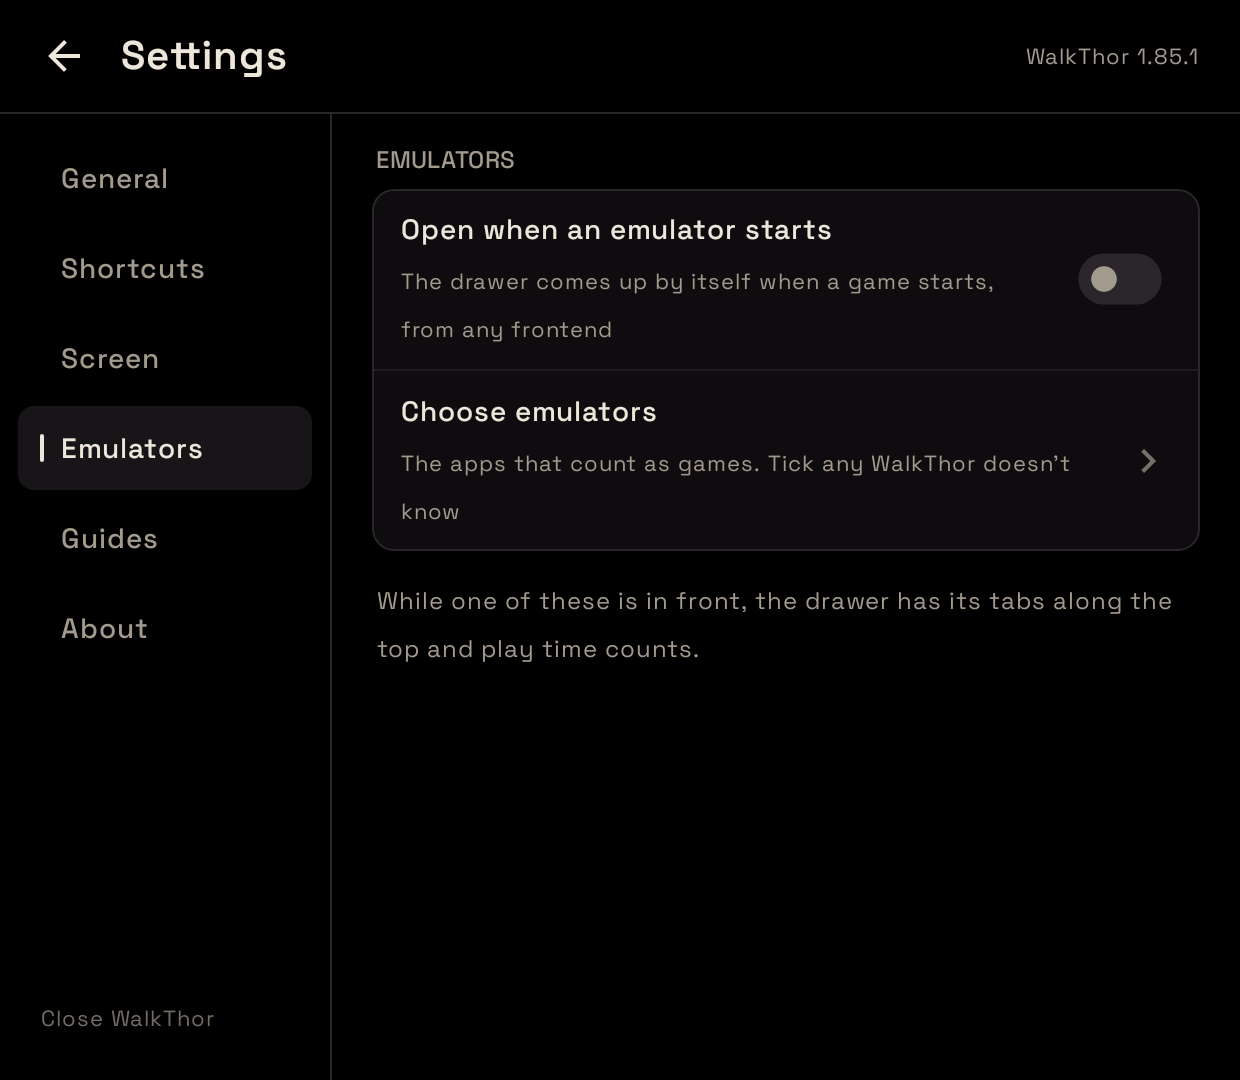 Settings
WalkThor 1.85.1
General
Shortcuts
Screen
Emulators
Guides
About
Close WalkThor
EMULATORS
Open when an emulator starts
The drawer comes up by itself when a game starts,
from any frontend
Choose emulators
The apps that count as games. Tick any WalkThor doesn’t
know
While one of these is in front, the drawer has its tabs along the
top and play time counts.